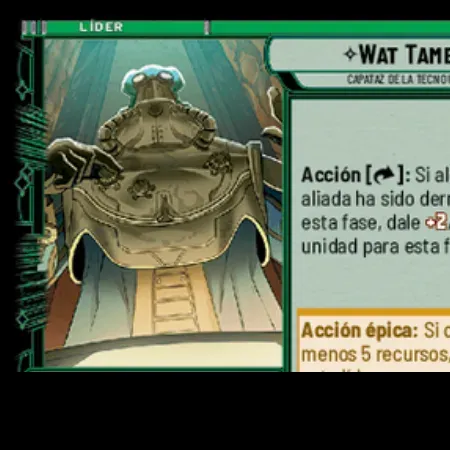 LÍDER
WAT TAMB
CAPATAZ DE LA TECNO
Acción [ ]: Si al
aliada ha sido der
esta fase, dale +2
unidad para esta f
Acción épica: Si
menos 5 recursos,